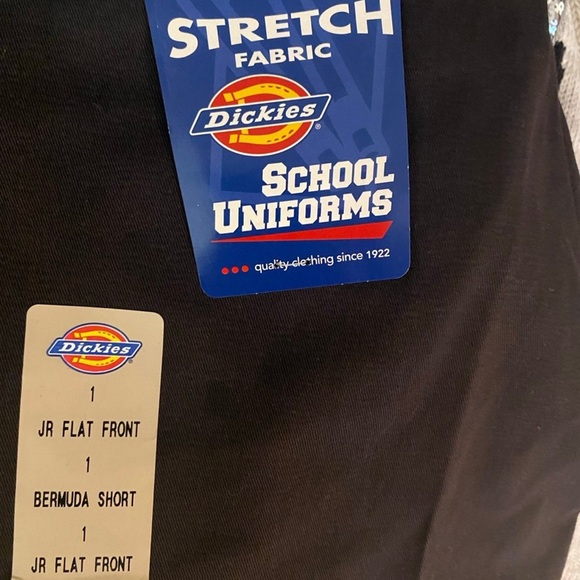 STRETCH
FABRIC
Dickies
SCHOOL
UNIFORMS
quality clothing since 1922
Dickies
1
JR FLAT FRONT
1
BERMUDA SHORT
1
JR FLAT FRONT